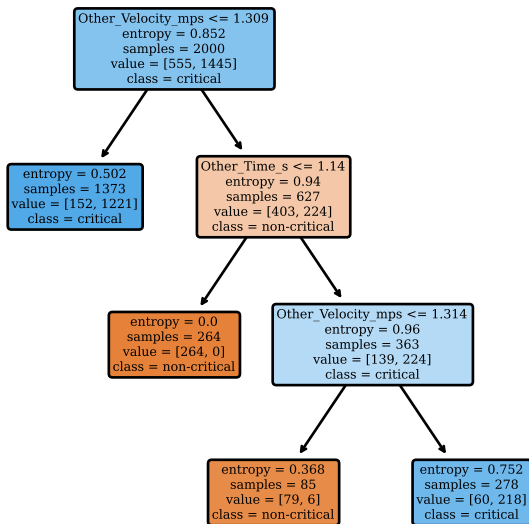 Other_Velocity_mps <= 1.309
entropy = 0.852
samples = 2000
value = [555, 1445]
class = critical
entropy = 0.502
samples = 1373
value = [152, 1221]
class = critical
Other_Time_s <= 1.14
entropy = 0.94
samples = 627
value = [403, 224]
class = non-critical
entropy = 0.0
samples = 264
value = [264, 0]
class = non-critical
Other_Velocity_mps <= 1.314
entropy = 0.96
samples = 363
value = [139, 224]
class = critical
entropy = 0.368
samples = 85
value = [79, 6]
class = non-critical
entropy = 0.752
samples = 278
value = [60, 218]
class = critical